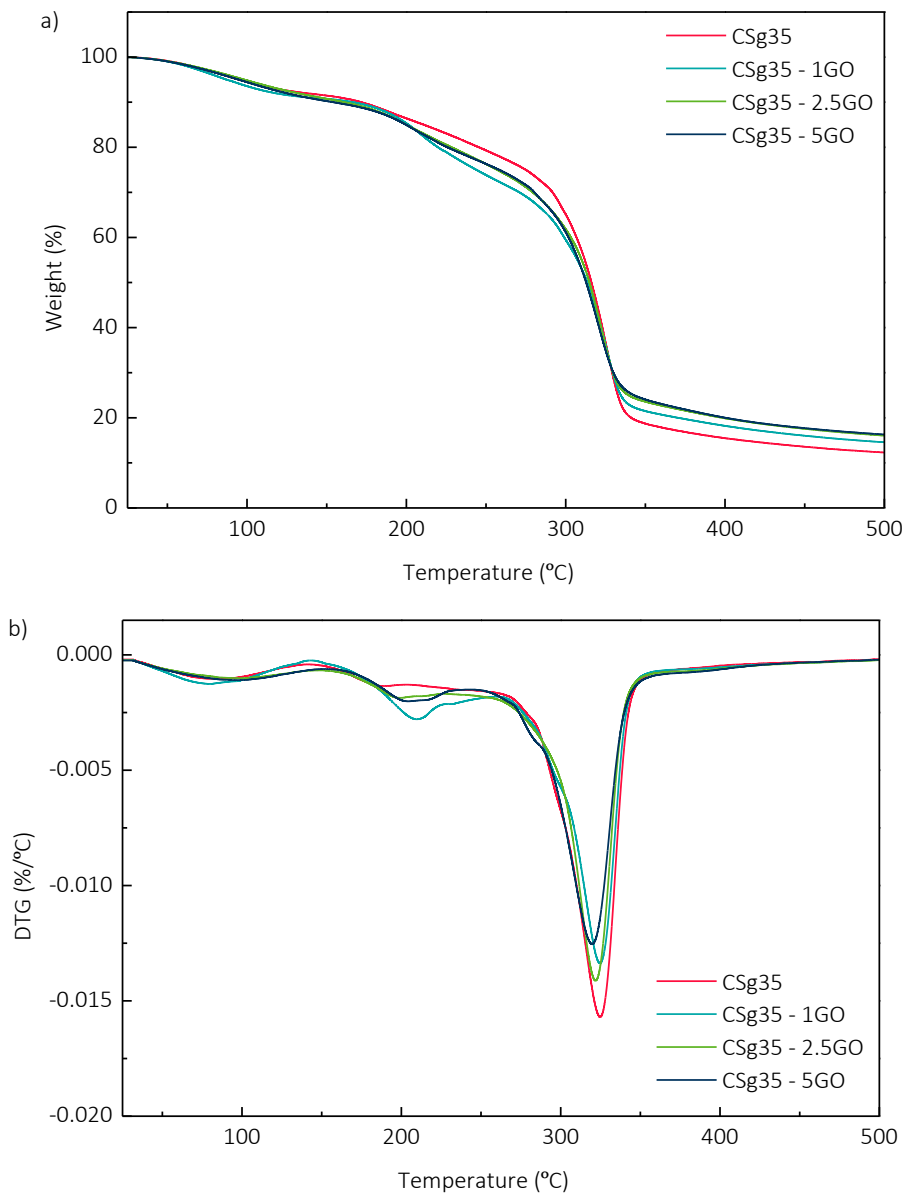 a)
100
80
60
40
20
0
Weight (%)
100
200
300
400
500
Temperature (ºC)
CSg35
CSg35 - 1GO
CSg35 - 2.5GO
CSg35 - 5GO
b)
0.000
-0.005
-0.010
-0.015
-0.020
DTG (%/ºC)
100
200
300
400
500
Temperature (ºC)
CSg35
CSg35 - 1GO
CSg35 - 2.5GO
CSg35 - 5GO